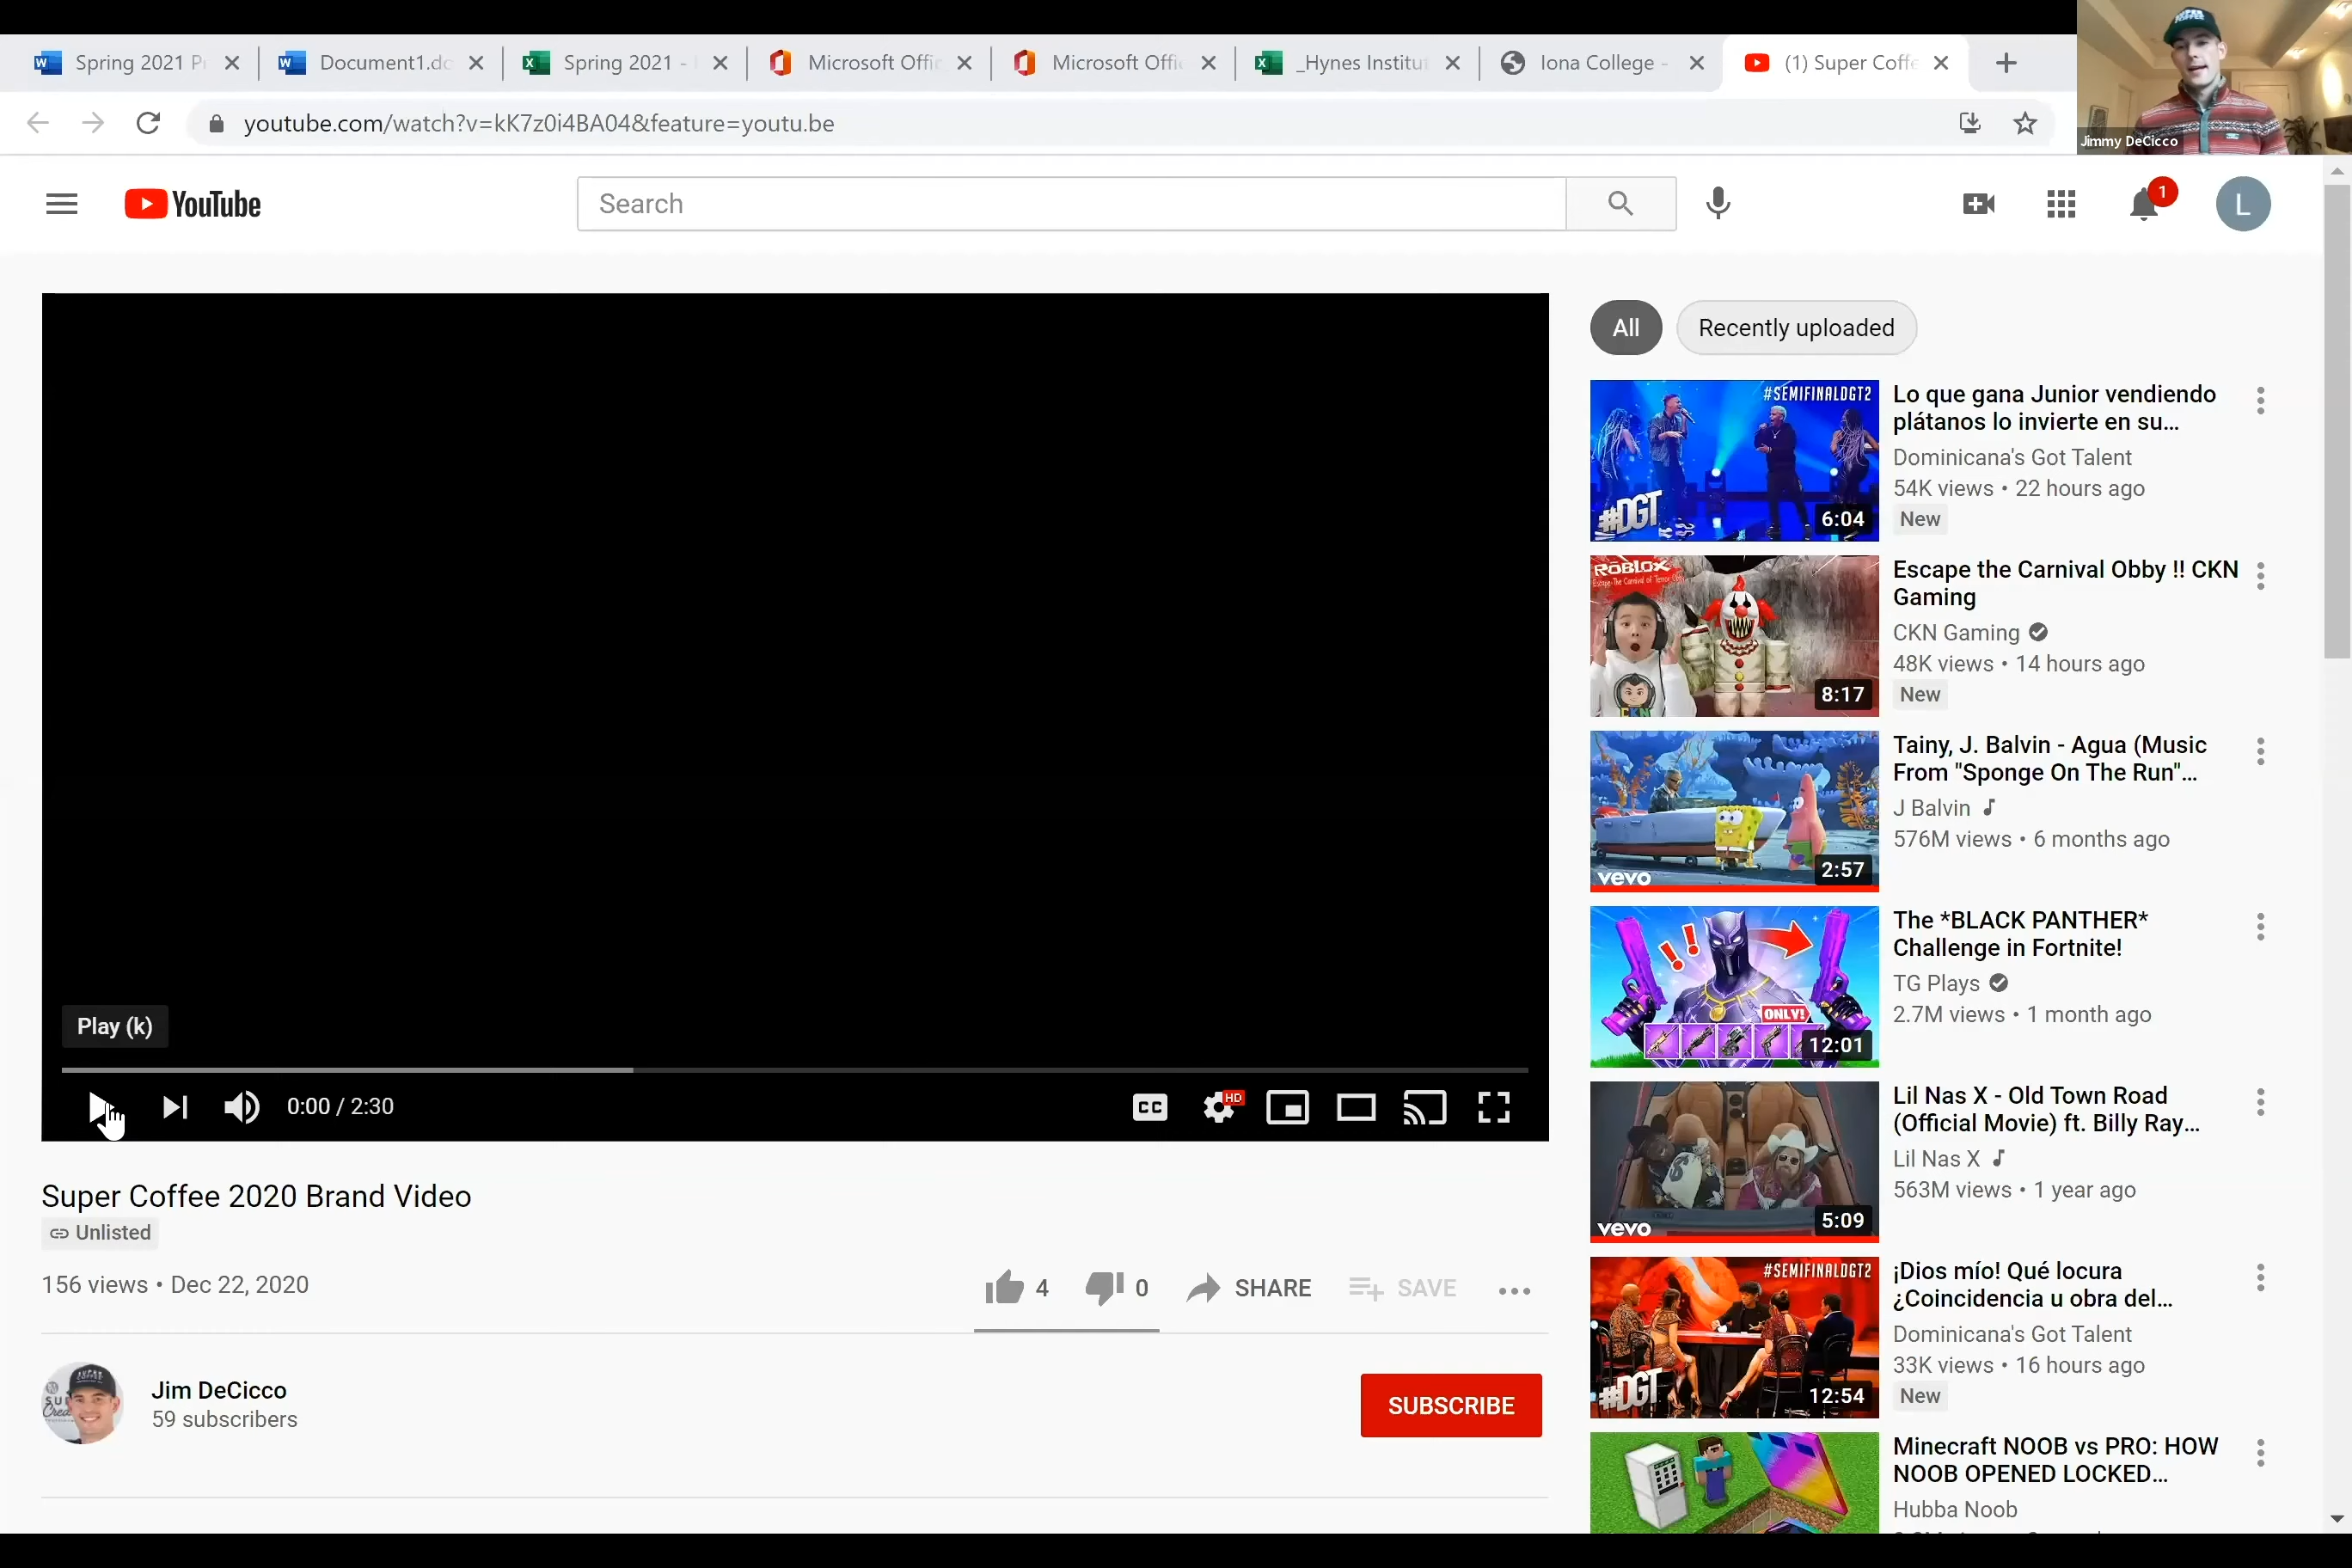 Spring 2021 P
Document1.dc
Spring 2021 -
Microsoft Offic
Microsoft Offi
_Hynes Institu
Iona College -
(1) Super Coffe
youtube.com/watch?v=kK7z0i4BA04&feature=youtu.be
Jimmy DeCicco
YouTube
Search
1
L
All
Recently uploaded
#SEMIFINALDGT2
#DGT
6:04
Lo que gana Junior vendiendo
plátanos lo invierte en su...
Dominicana's Got Talent
54K views • 22 hours ago
New
ROBLOX
CKN
8:17
Escape the Carnival Obby !! CKN
Gaming
CKN Gaming
48K views • 14 hours ago
New
vevo
2:57
Tainy, J. Balvin - Agua (Music
From "Sponge On The Run"...
J Balvin
576M views • 6 months ago
!!
ONLY!
12:01
The *BLACK PANTHER*
Challenge in Fortnite!
TG Plays
2.7M views • 1 month ago
vevo
5:09
Lil Nas X - Old Town Road
(Official Movie) ft. Billy Ray...
Lil Nas X
563M views • 1 year ago
#SEMIFINALDGT2
#DGT
12:54
¡Dios mío! Qué locura
¿Coincidencia u obra del...
Dominicana's Got Talent
33K views • 16 hours ago
New
Minecraft NOOB vs PRO: HOW
NOOB OPENED LOCKED...
Hubba Noob
Play (k)
0:00 / 2:30
CC
HD
Super Coffee 2020 Brand Video
Unlisted
156 views • Dec 22, 2020
4
0
SHARE
SAVE
Jim DeCicco
59 subscribers
SUBSCRIBE